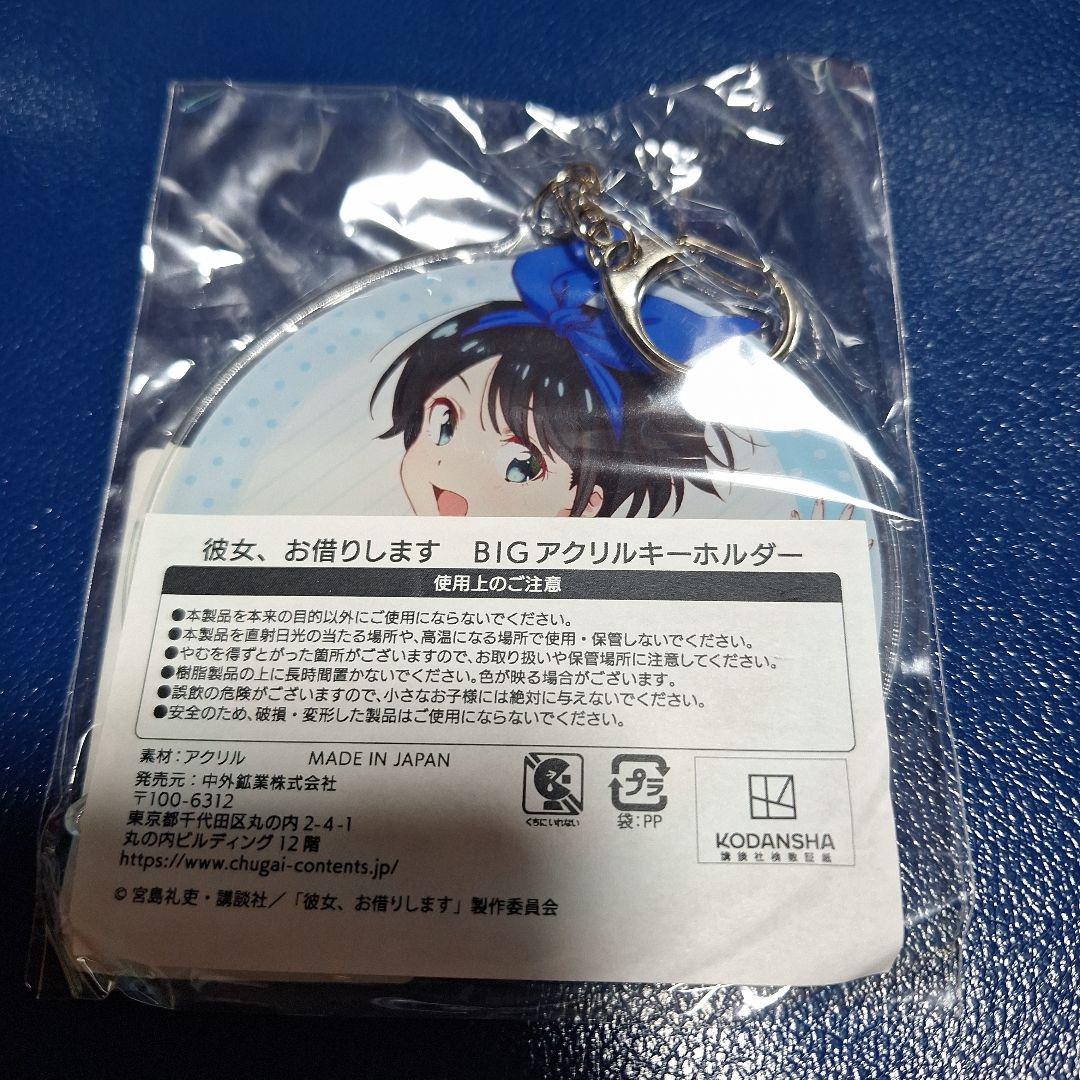 彼女、お借りします　BIGアクリルキーホルダー
使用上のご注意
●本製品を本来の目的以外にご使用にならないでください。
●本製品を直射日光の当たる場所や、高温になる場所で使用・保管しないでください。
●やむを得ずとがった箇所がございますので、お取り扱いや保管場所に注意してください。
●樹脂製品の上に長時間置かないでください。色が映る場合がございます。
●誤飲の危険がございますので、小さなお子様には絶対に与えないでください。
●安全のため、破損・変形した製品はご使用にならないでください。
素材：アクリル　MADE IN JAPAN
発売元：中外鉱業株式会社
〒100-6312
東京都千代田区丸の内2-4-1
丸の内ビルディング12階
https://www.chugai-contents.jp/
©宮島礼吏・講談社／「彼女、お借りします」製作委員会
くちにいれない
プラ
袋：PP
KODANSHA
講談社検数証紙